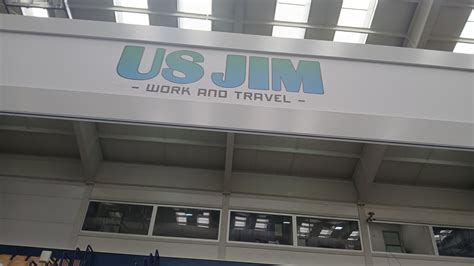 US JIM
- WORK AND TRAVEL -